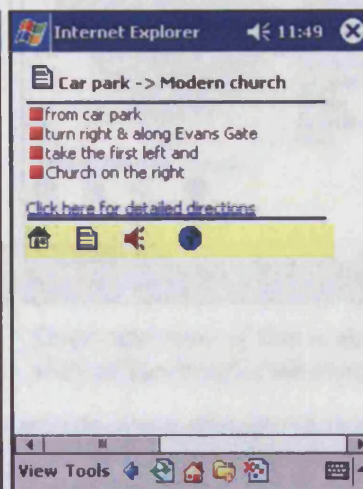 Internet Explorer 11:49
Car park -> Modern church
from car park
turn right & along Evans Gate
take the first left and
Church on the right
Click here for detailed directions
View Tools